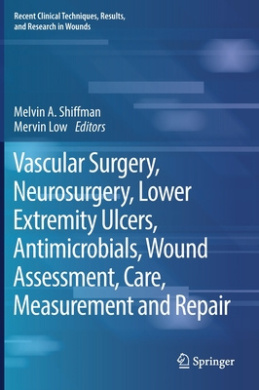 Recent Clinical Techniques, Results,
and Research in Wounds
Melvin A. Shiffman
Mervin Low Editors
Vascular Surgery,
Neurosurgery, Lower
Extremity Ulcers,
Antimicrobials, Wound
Assessment, Care,
Measurement and Repair
Springer